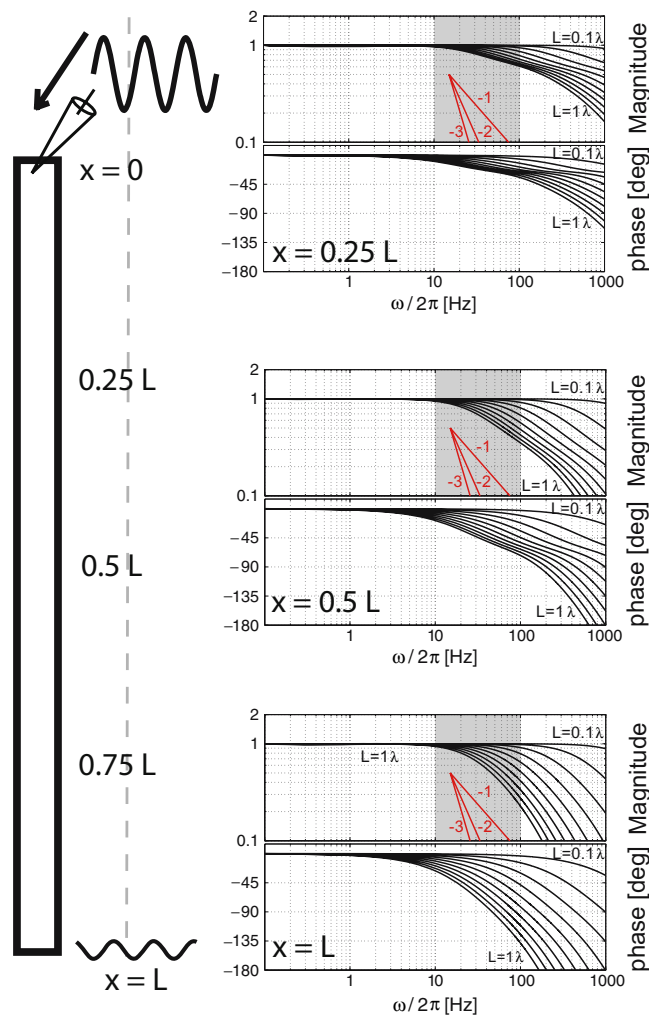 x = 0
0.25 L
0.5 L
0.75 L
x = L
2
1
0.1
L=0.1λ
L=1λ
-1
-2
-3
Magnitude
−45
−90
−135
−180
L=0.1λ
L=1λ
x = 0.25 L
phase [deg]
1 10 100 1000
ω/2π [Hz]
2
1
0.1
L=0.1λ
L=1λ
-1
-2
-3
Magnitude
−45
−90
−135
−180
L=0.1λ
L=1λ
x = 0.5 L
phase [deg]
1 10 100 1000
ω/2π [Hz]
2
1
0.1
L=0.1λ
L=1λ
-1
-2
-3
Magnitude
−45
−90
−135
−180
L=0.1λ
L=1λ
x = L
phase [deg]
1 10 100 1000
ω/2π [Hz]